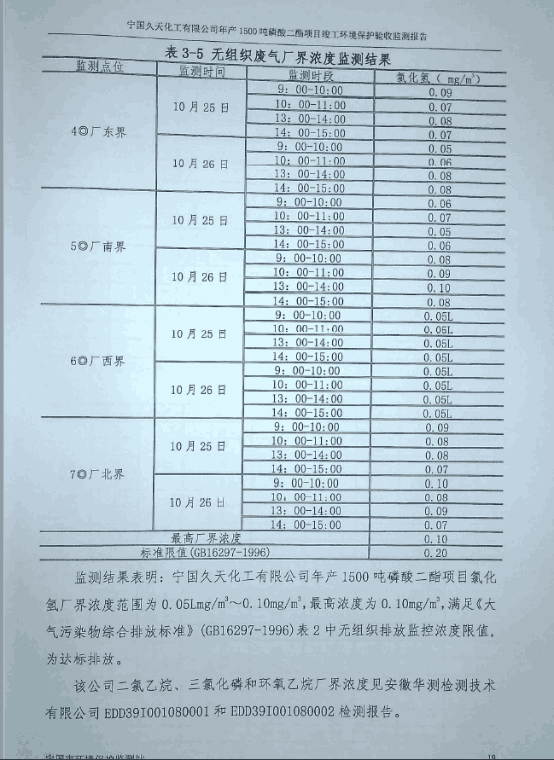 宁国久天化工有限公司年产1500吨磷酸二酯项目竣工环境保护验收监测报告
表3-5 无组织废气厂界浓度监测结果
监测点位 监测时间 监测时段 氯化氢（mg/m³）
4◎厂东界 10月25日 9：00-10:00 0.09
10：00-11:00 0.07
13：00-14:00 0.08
14：00-15:00 0.07
10月26日 9：00-10:00 0.05
10：00-11:00 0.06
13：00-14:00 0.08
14：00-15:00 0.08
5◎厂南界 10月25日 9：00-10:00 0.06
10：00-11:00 0.07
13：00-14:00 0.05
14：00-15:00 0.06
10月26日 9：00-10:00 0.08
10：00-11:00 0.09
13：00-14:00 0.10
14：00-15:00 0.08
6◎厂西界 10月25日 9：00-10:00 0.05L
10：00-11:00 0.05L
13：00-14:00 0.05L
14：00-15:00 0.05L
10月26日 9：00-10:00 0.05L
10：00-11:00 0.05L
13：00-14:00 0.05L
14：00-15:00 0.05L
7◎厂北界 10月25日 9：00-10:00 0.09
10：00-11:00 0.08
13：00-14:00 0.08
14：00-15:00 0.07
10月26日 9：00-10:00 0.10
10：00-11:00 0.08
13：00-14:00 0.09
14：00-15:00 0.07
最高厂界浓度 0.10
标准限值(GB16297-1996) 0.20
监测结果表明：宁国久天化工有限公司年产1500吨磷酸二酯项目氯化
氢厂界浓度范围为0.05Lmg/m³～0.10mg/m³,最高浓度为0.10mg/m³,满足《大
气污染物综合排放标准》(GB16297-1996)表2中无组织排放监控浓度限值,
为达标排放。
该公司二氯乙烷、三氯化磷和环氧乙烷厂界浓度见安徽华测检测技术
有限公司EDD39I001080001和EDD39I001080002检测报告。
宁国市环境保护监测站 19